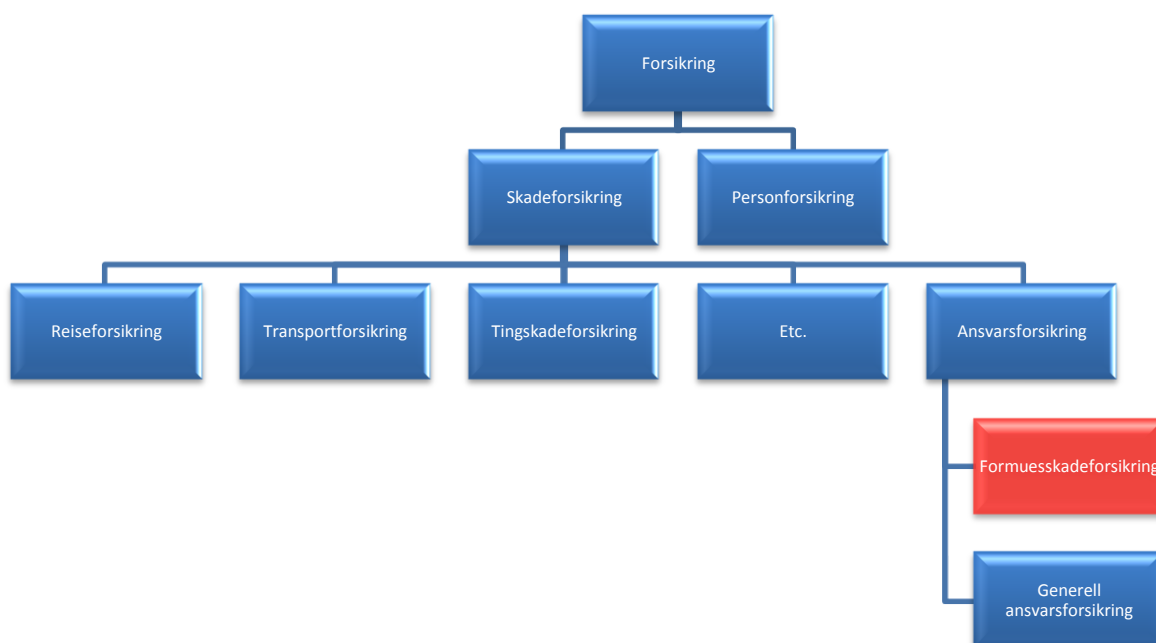 Forsikring
Skadeforsikring
Personforsikring
Reiseforsikring
Transportforsikring
Tingskadeforsikring
Etc.
Ansvarsforsikring
Formuesskadeforsikring
Generell
ansvarsforsikring